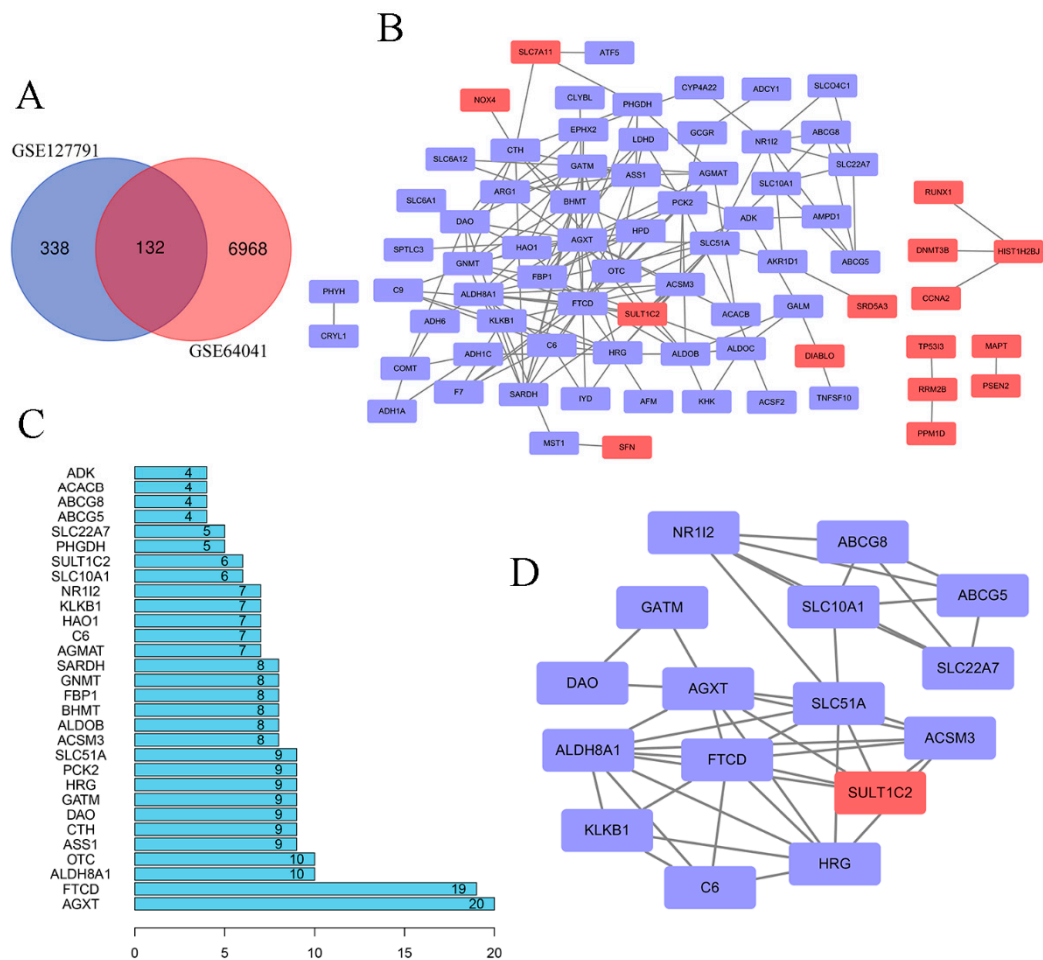 A
GSE127791
338
132
6968
GSE64041
B
SLC7A11
ATF5
NOX4
CLYBL
PHGDH
CYP4A22
ADCY1
SLCO4C1
EPHX2
LDHD
GCGR
NR1I2
ABCG8
CTH
SLC6A12
GATM
ASS1
AGMAT
SLC22A7
SLC10A1
ARG1
SLC6A1
BHMT
PCK2
DAO
ADK
AMPD1
RUNX1
SPTLC3
HAO1
AGXT
HPD
SLC51A
DNMT3B
HIST1H2BJ
GNMT
FBP1
OTC
AKR1D1
ABCG5
PHYH
C9
ALDH8A1
ACSM3
CCNA2
FTCD
GALM
SRD5A3
CRYL1
ADH6
KLKB1
SULT1C2
ACACB
C6
HRG
ALDOB
ALDOC
DIABLO
TP53I3
MAPT
COMT
ADH1C
RRM2B
PSEN2
F7
SARDH
IYD
AFM
KHK
ACSF2
TNFSF10
ADH1A
PPM1D
MST1
SFN
C
ADK 4
ACACB 4
ABCG8 4
ABCG5 4
SLC22A7 5
PHGDH 5
SULT1C2 6
SLC10A1 6
NR1I2 7
KLKB1 7
HAO1 7
C6 7
AGMAT 7
SARDH 8
GNMT 8
FBP1 8
BHMT 8
ALDOB 8
ACSM3 8
SLC51A 9
PCK2 9
HRG 9
GATM 9
DAO 9
CTH 9
ASS1 9
OTC 10
ALDH8A1 10
FTCD 19
AGXT 20
0 5 10 15 20
D
NR1I2
ABCG8
ABCG5
GATM
SLC10A1
SLC22A7
DAO
AGXT
SLC51A
ALDH8A1
FTCD
ACSM3
SULT1C2
KLKB1
HRG
C6